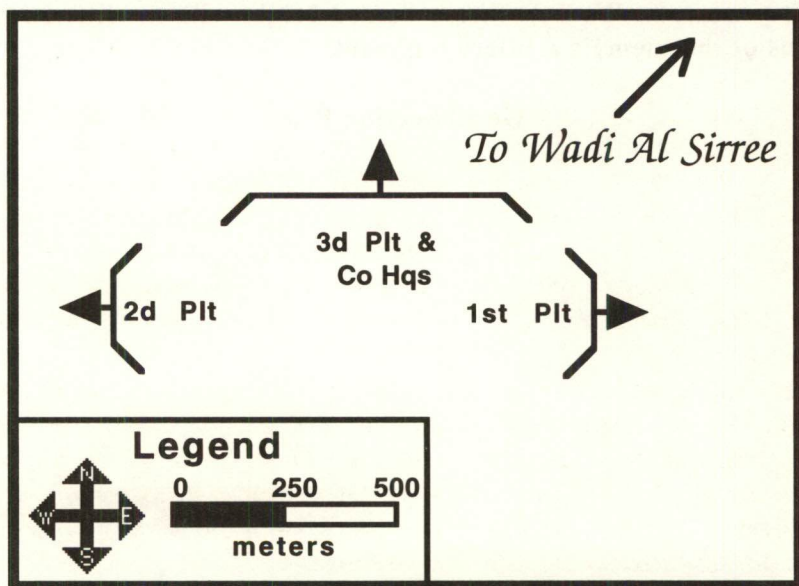 To Wadi Al Sirree
3d Plt &
Co Hqs
2d Plt
1st Plt
Legend
N
W E
S
0 250 500
meters